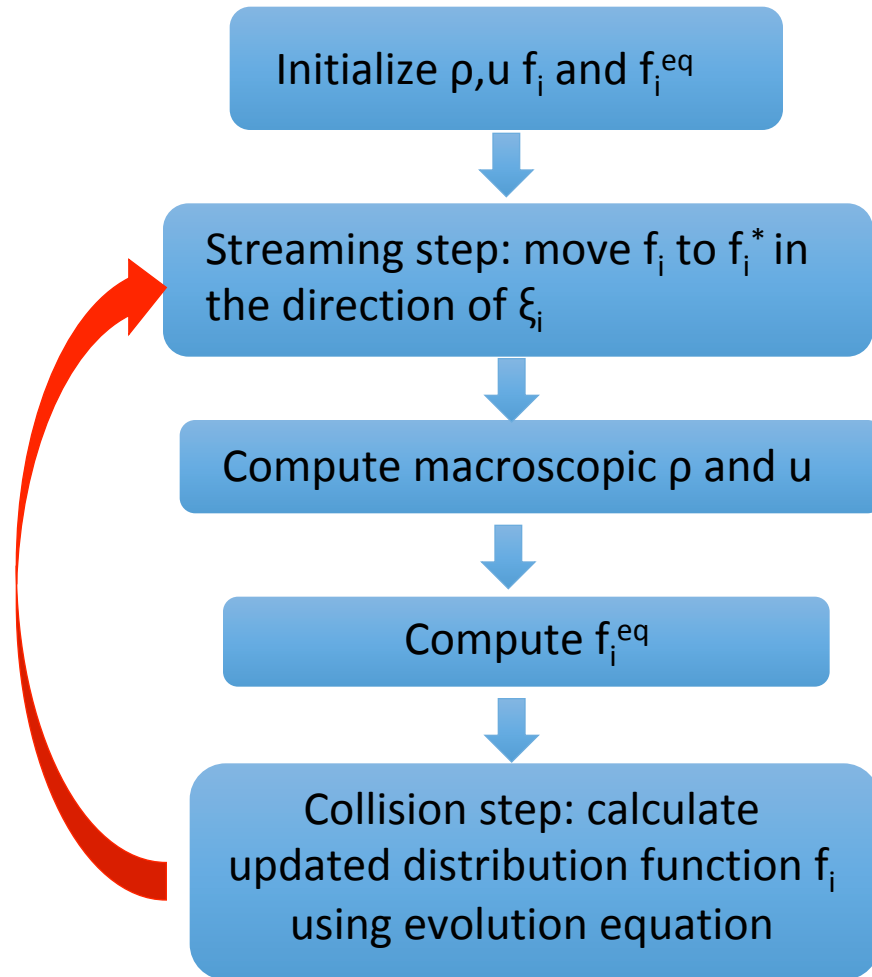 Initialize ρ,u fᵢ and fᵢᵉq
Streaming step: move fᵢ to fᵢ* in
the direction of ξᵢ
Compute macroscopic ρ and u
Compute fᵢᵉq
Collision step: calculate
updated distribution function fᵢ
using evolution equation